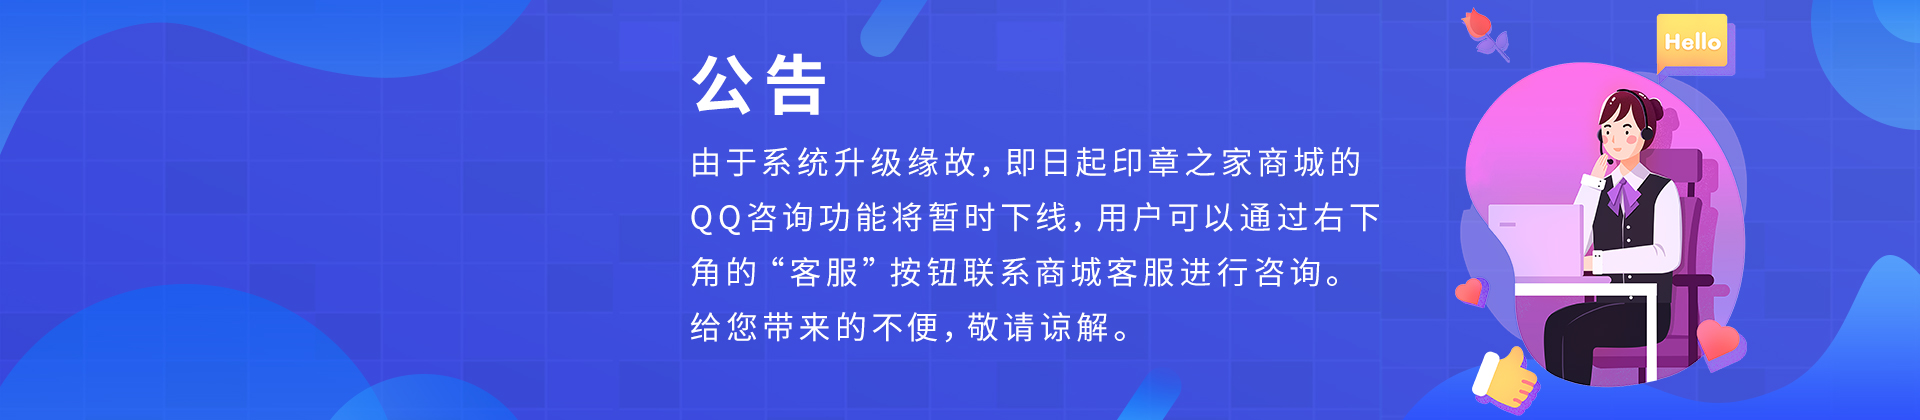 公告
由于系统升级缘故，即日起印章之家商城的
QQ咨询功能将暂时下线，用户可以通过右下
角的“客服”按钮联系商城客服进行咨询。
给您带来的不便，敬请谅解。
Hello